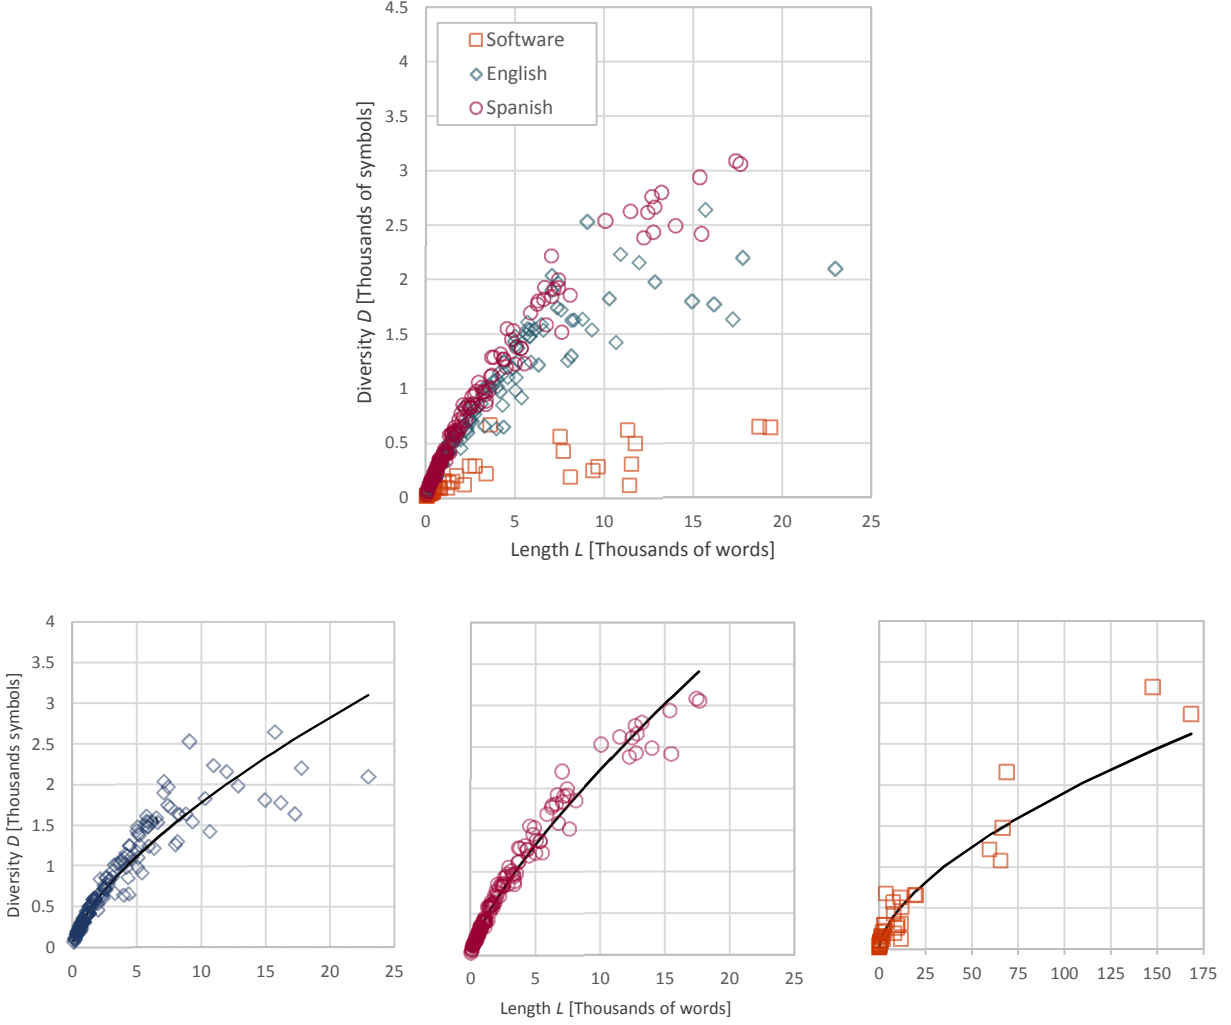 4.5
4
3.5
3
2.5
2
1.5
1
0.5
0
Diversity D [Thousands of symbols]
Software
English
Spanish
0 5 10 15 20 25
Length L [Thousands of words]
4
3.5
3
2.5
2
1.5
1
0.5
0
Diversity D [Thousands symbols]
0 5 10 15 20 25
0 5 10 15 20 25
0 25 50 75 100 125 150 175
Length L [Thousands of words]